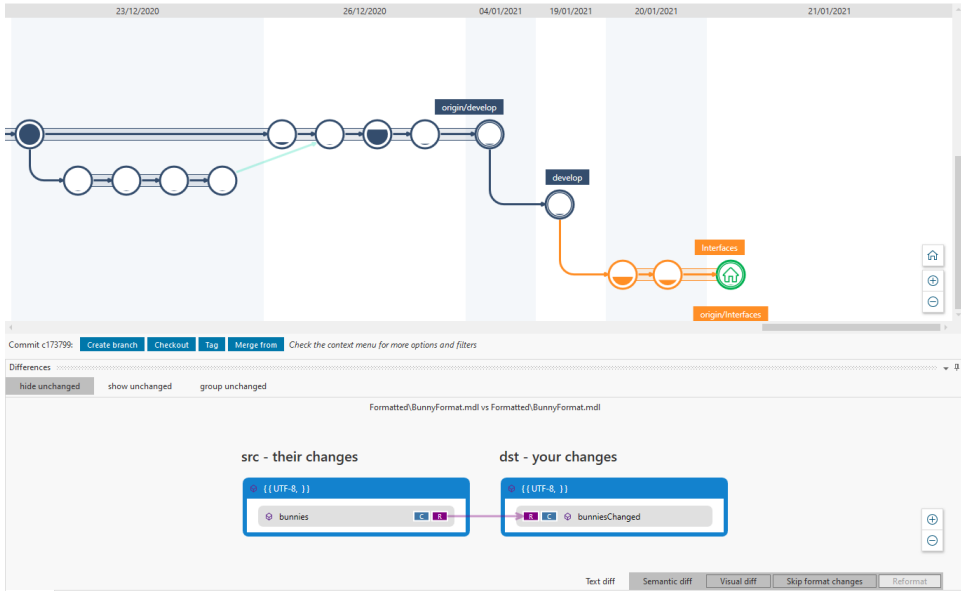 23/12/2020 26/12/2020 04/01/2021 19/01/2021 20/01/2021 21/01/2021
origin/develop
develop
Interfaces
origin/Interfaces
Commit c173799: Create branch Checkout Tag Merge from Check the context menu for more options and filters
Differences
hide unchanged show unchanged group unchanged
Formatted\BunnyFormat.mdl vs Formatted\BunnyFormat.mdl
src - their changes dst - your changes
{ { UTF-8, } } { { UTF-8, } }
bunnies C R R C bunniesChanged
Text diff Semantic diff Visual diff Skip format changes Reformat